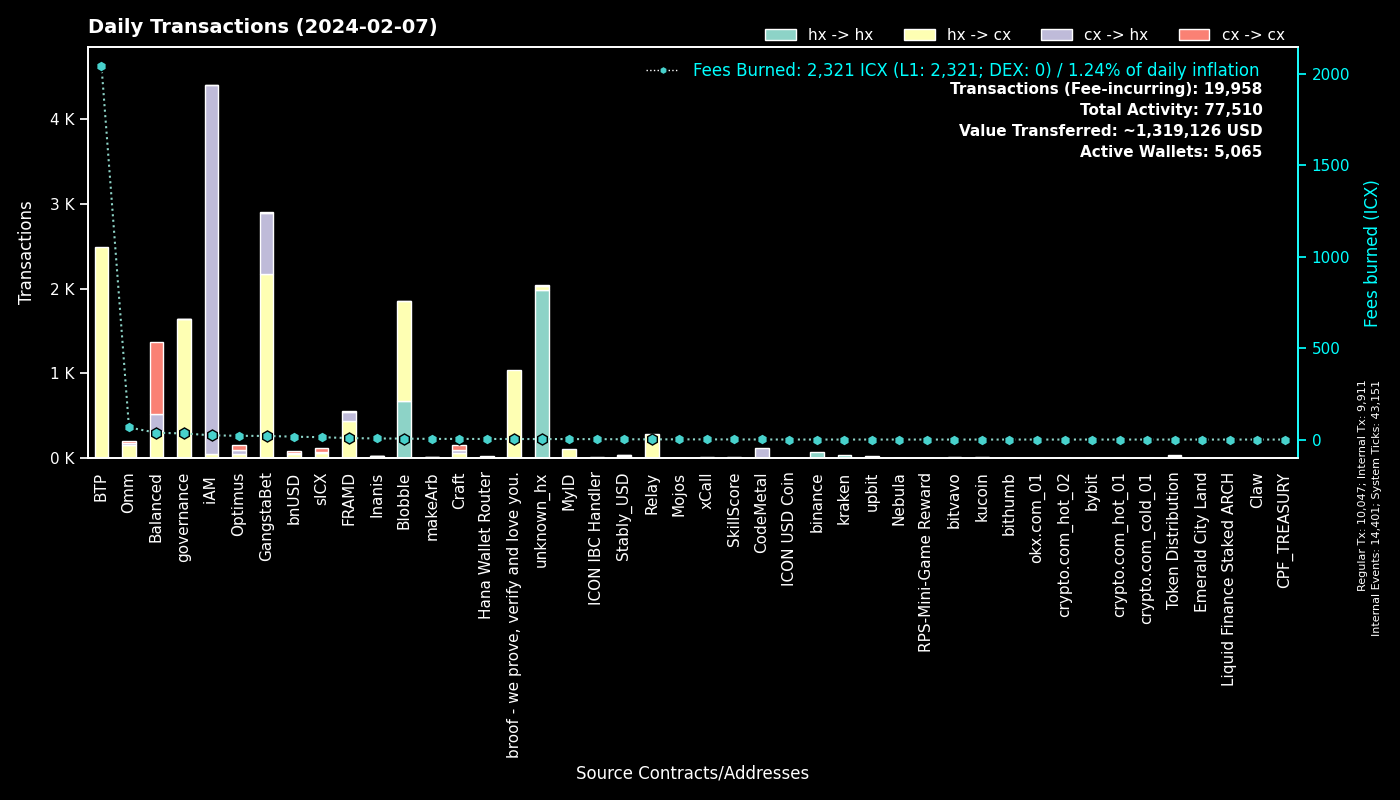 Daily Transactions (2024-02-07)
hx -> hx
hx -> cx
cx -> hx
cx -> cx
Fees Burned: 2,321 ICX (L1: 2,321; DEX: 0) / 1.24% of daily inflation
Transactions (Fee-incurring): 19,958
Total Activity: 77,510
Value Transferred: ~1,319,126 USD
Active Wallets: 5,065
Transactions
4 K
3 K
2 K
1 K
0 K
2000
1500
1000
500
0
Fees burned (ICX)
Regular Tx: 10,047; Internal Tx: 9,911
Internal Events: 14,401; System Ticks: 43,151
BTP
Omm
Balanced
governance
iAM
Optimus
GangstaBet
bnUSD
sICX
FRAMD
Inanis
Blobble
makeArb
Craft
Hana Wallet Router
broof - we prove, verify and love you.
unknown_hx
MyID
ICON IBC Handler
Stably_USD
Relay
Mojos
xCall
SkillScore
CodeMetal
ICON USD Coin
binance
kraken
upbit
Nebula
RPS-Mini-Game Reward
bitvavo
kucoin
bithumb
okx.com_01
crypto.com_hot_02
bybit
crypto.com_hot_01
crypto.com_cold_01
Token Distribution
Emerald City Land
Liquid Finance Staked ARCH
Claw
CPF_TREASURY
Source Contracts/Addresses